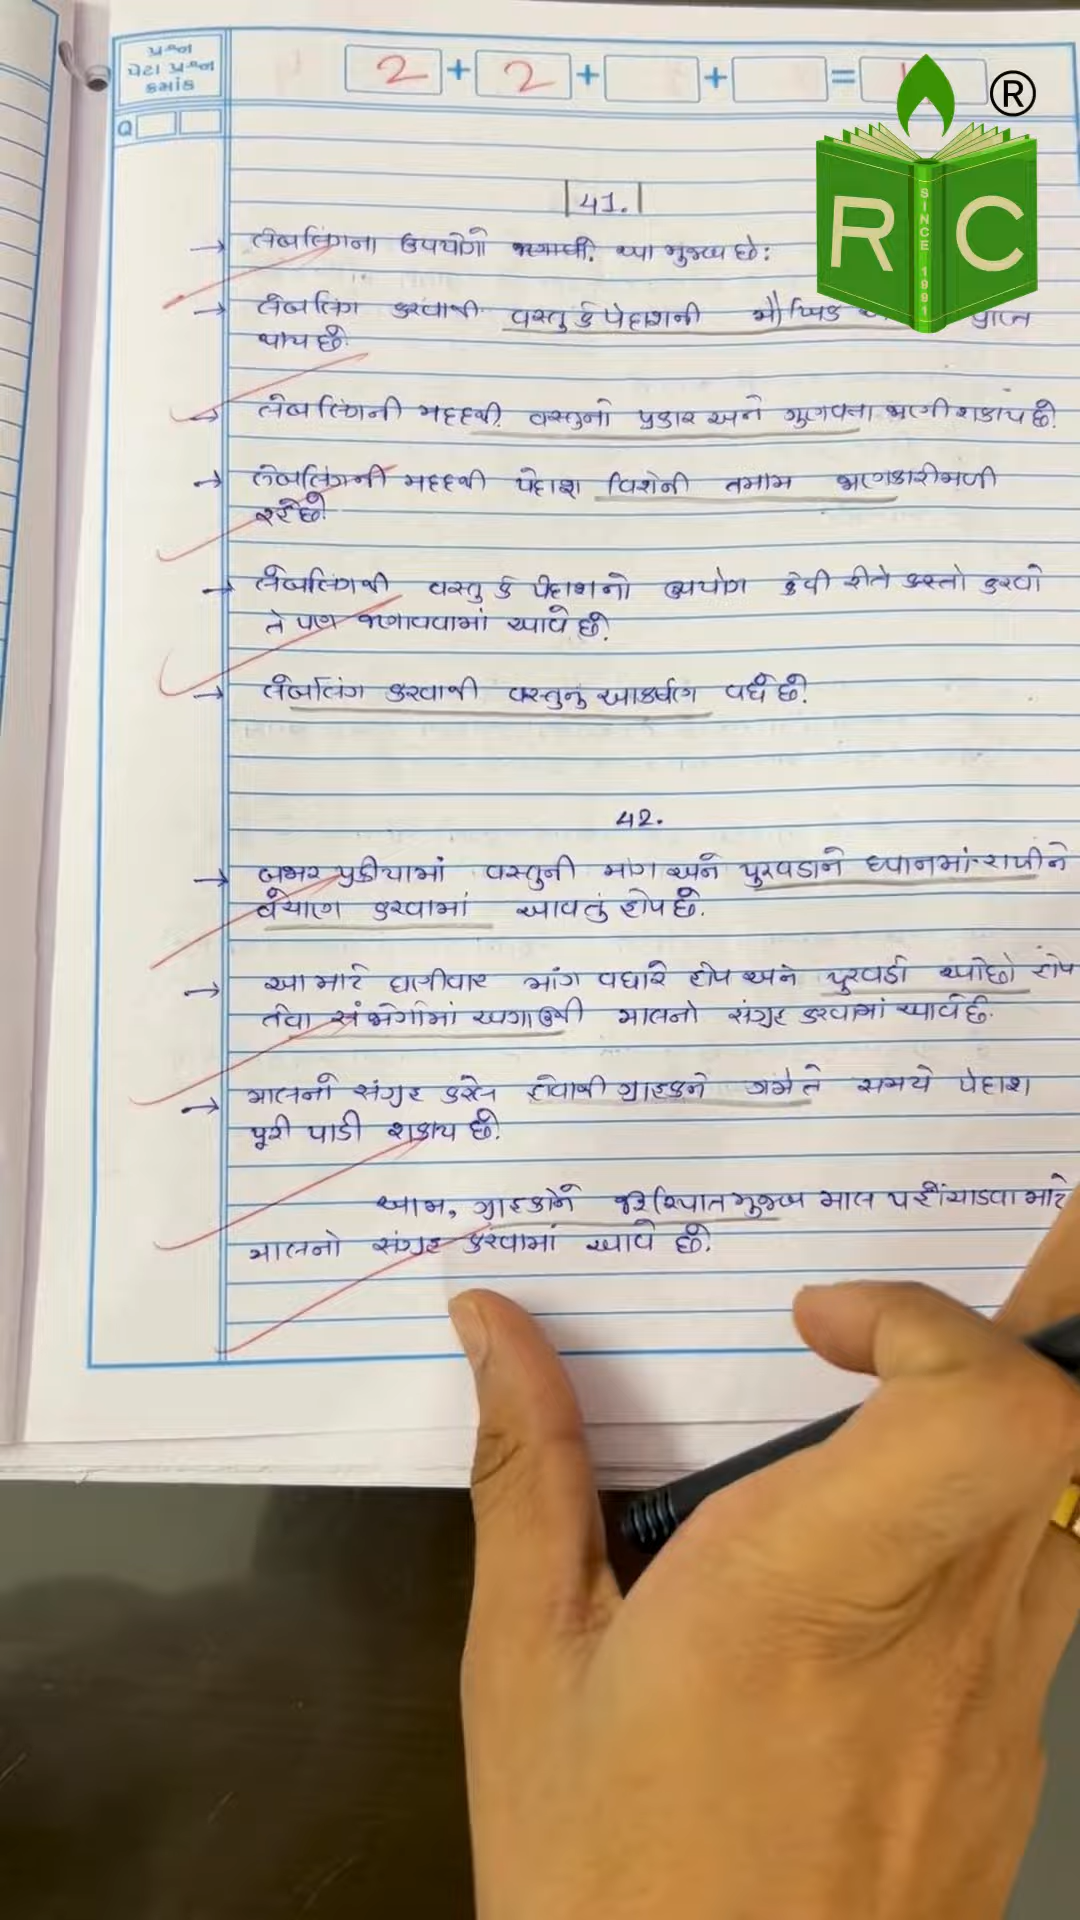 પ્રશ્ન
પેટા પ્રશ્ન
ક્રમાંક
2 + 2 + + =
Q
®
R C
SINCE 1991
41.
→ લેબલિંગના ઉપયોગો જણાવો. આ મુજબ છે:
→ લેબલિંગ કરવાથી વસ્તુ કે પેદાશની મૌખિક પ્રાપ્ત
થાય છે.
→ લેબલિંગની મદદથી વસ્તુનો પ્રકાર અને ગુણવત્તા જાણી શકાય છે.
→ લેબલિંગની મદદથી પેદાશ વિશેની તમામ જાણકારી મળી
રહે છે.
→ લેબલિંગથી વસ્તુ કે પેદાશનો ઉપયોગ કેવી રીતે કરવો
તે પણ જણાવવામાં આવે છે.
→ લેબલિંગ કરવાથી વસ્તુનું આકર્ષણ વધે છે.
42.
→ બજાર પ્રક્રીયામાં વસ્તુની માંગ અને પુરવઠાને ધ્યાનમાં રાખીને
વેચાણ કરવામાં આવતું હોય છે.
→ આ માટે ઘણીવાર માંગ વધારે હોય અને પુરવઠો ઓછો હોય
તેવા સંજોગોમાં અગાઉથી માલનો સંગ્રહ કરવામાં આવે છે.
→ માલનો સંગ્રહ કરેલ હોવાથી ગ્રાહકને ગમે તે સમયે પેદાશ
પૂરી પાડી શકાય છે.
આમ, ગ્રાહકોને જરૂરિયાત મુજબ માલ પહોંચાડવા માટે
માલનો સંગ્રહ કરવામાં આવે છે.